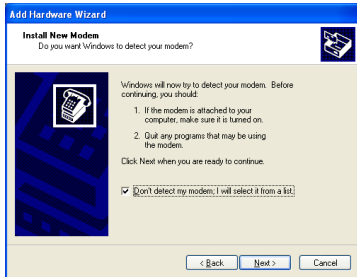 Add Hardware Wizard
Install New Modem
Do you want Windows to detect your modem?
Windows will now try to detect your modem. Before
continuing, you should:
1. If the modem is attached to your
computer, make sure it is turned on.
2. Quit any programs that may be using
the modem.
Click Next when you are ready to continue.
Don't detect my modem; I will select it from a list.
< Back
Next >
Cancel